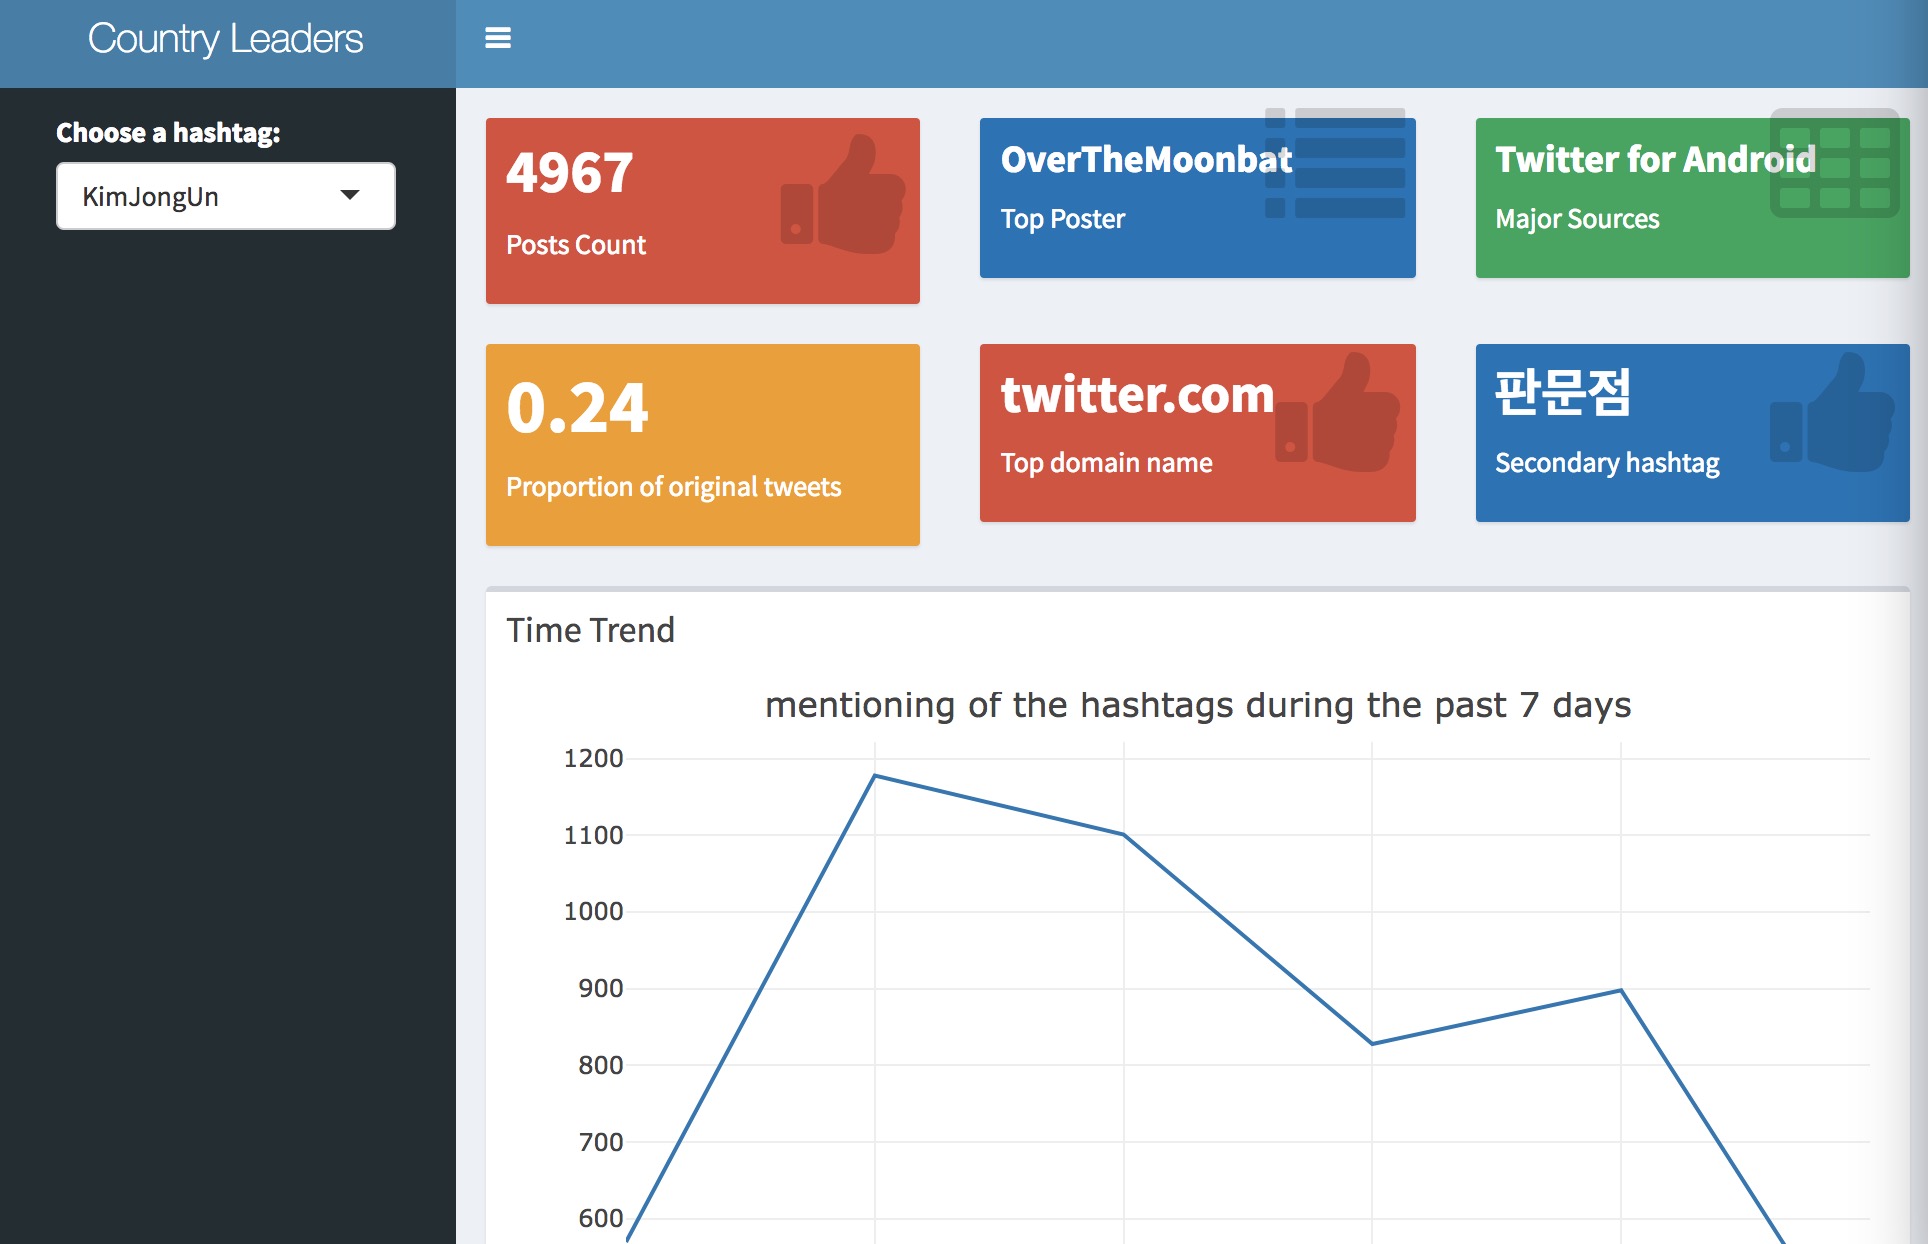 Country Leaders
Choose a hashtag:
KimJongUn
4967
Posts Count
OverTheMoonbat
Top Poster
Twitter for Android
Major Sources
0.24
Proportion of original tweets
twitter.com
Top domain name
판문점
Secondary hashtag
Time Trend
mentioning of the hashtags during the past 7 days
1200
1100
1000
900
800
700
600